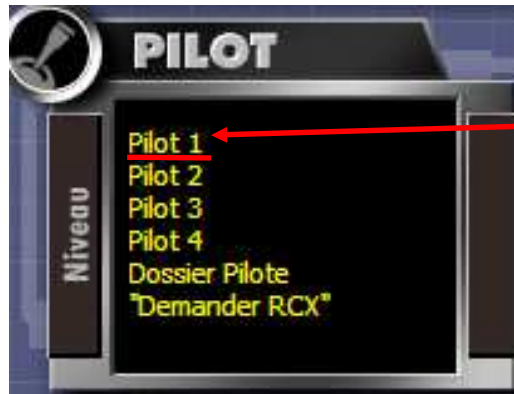 PILOT
Niveau
Pilot 1
Pilot 2
Pilot 3
Pilot 4
Dossier Pilote
"Demander RCX"